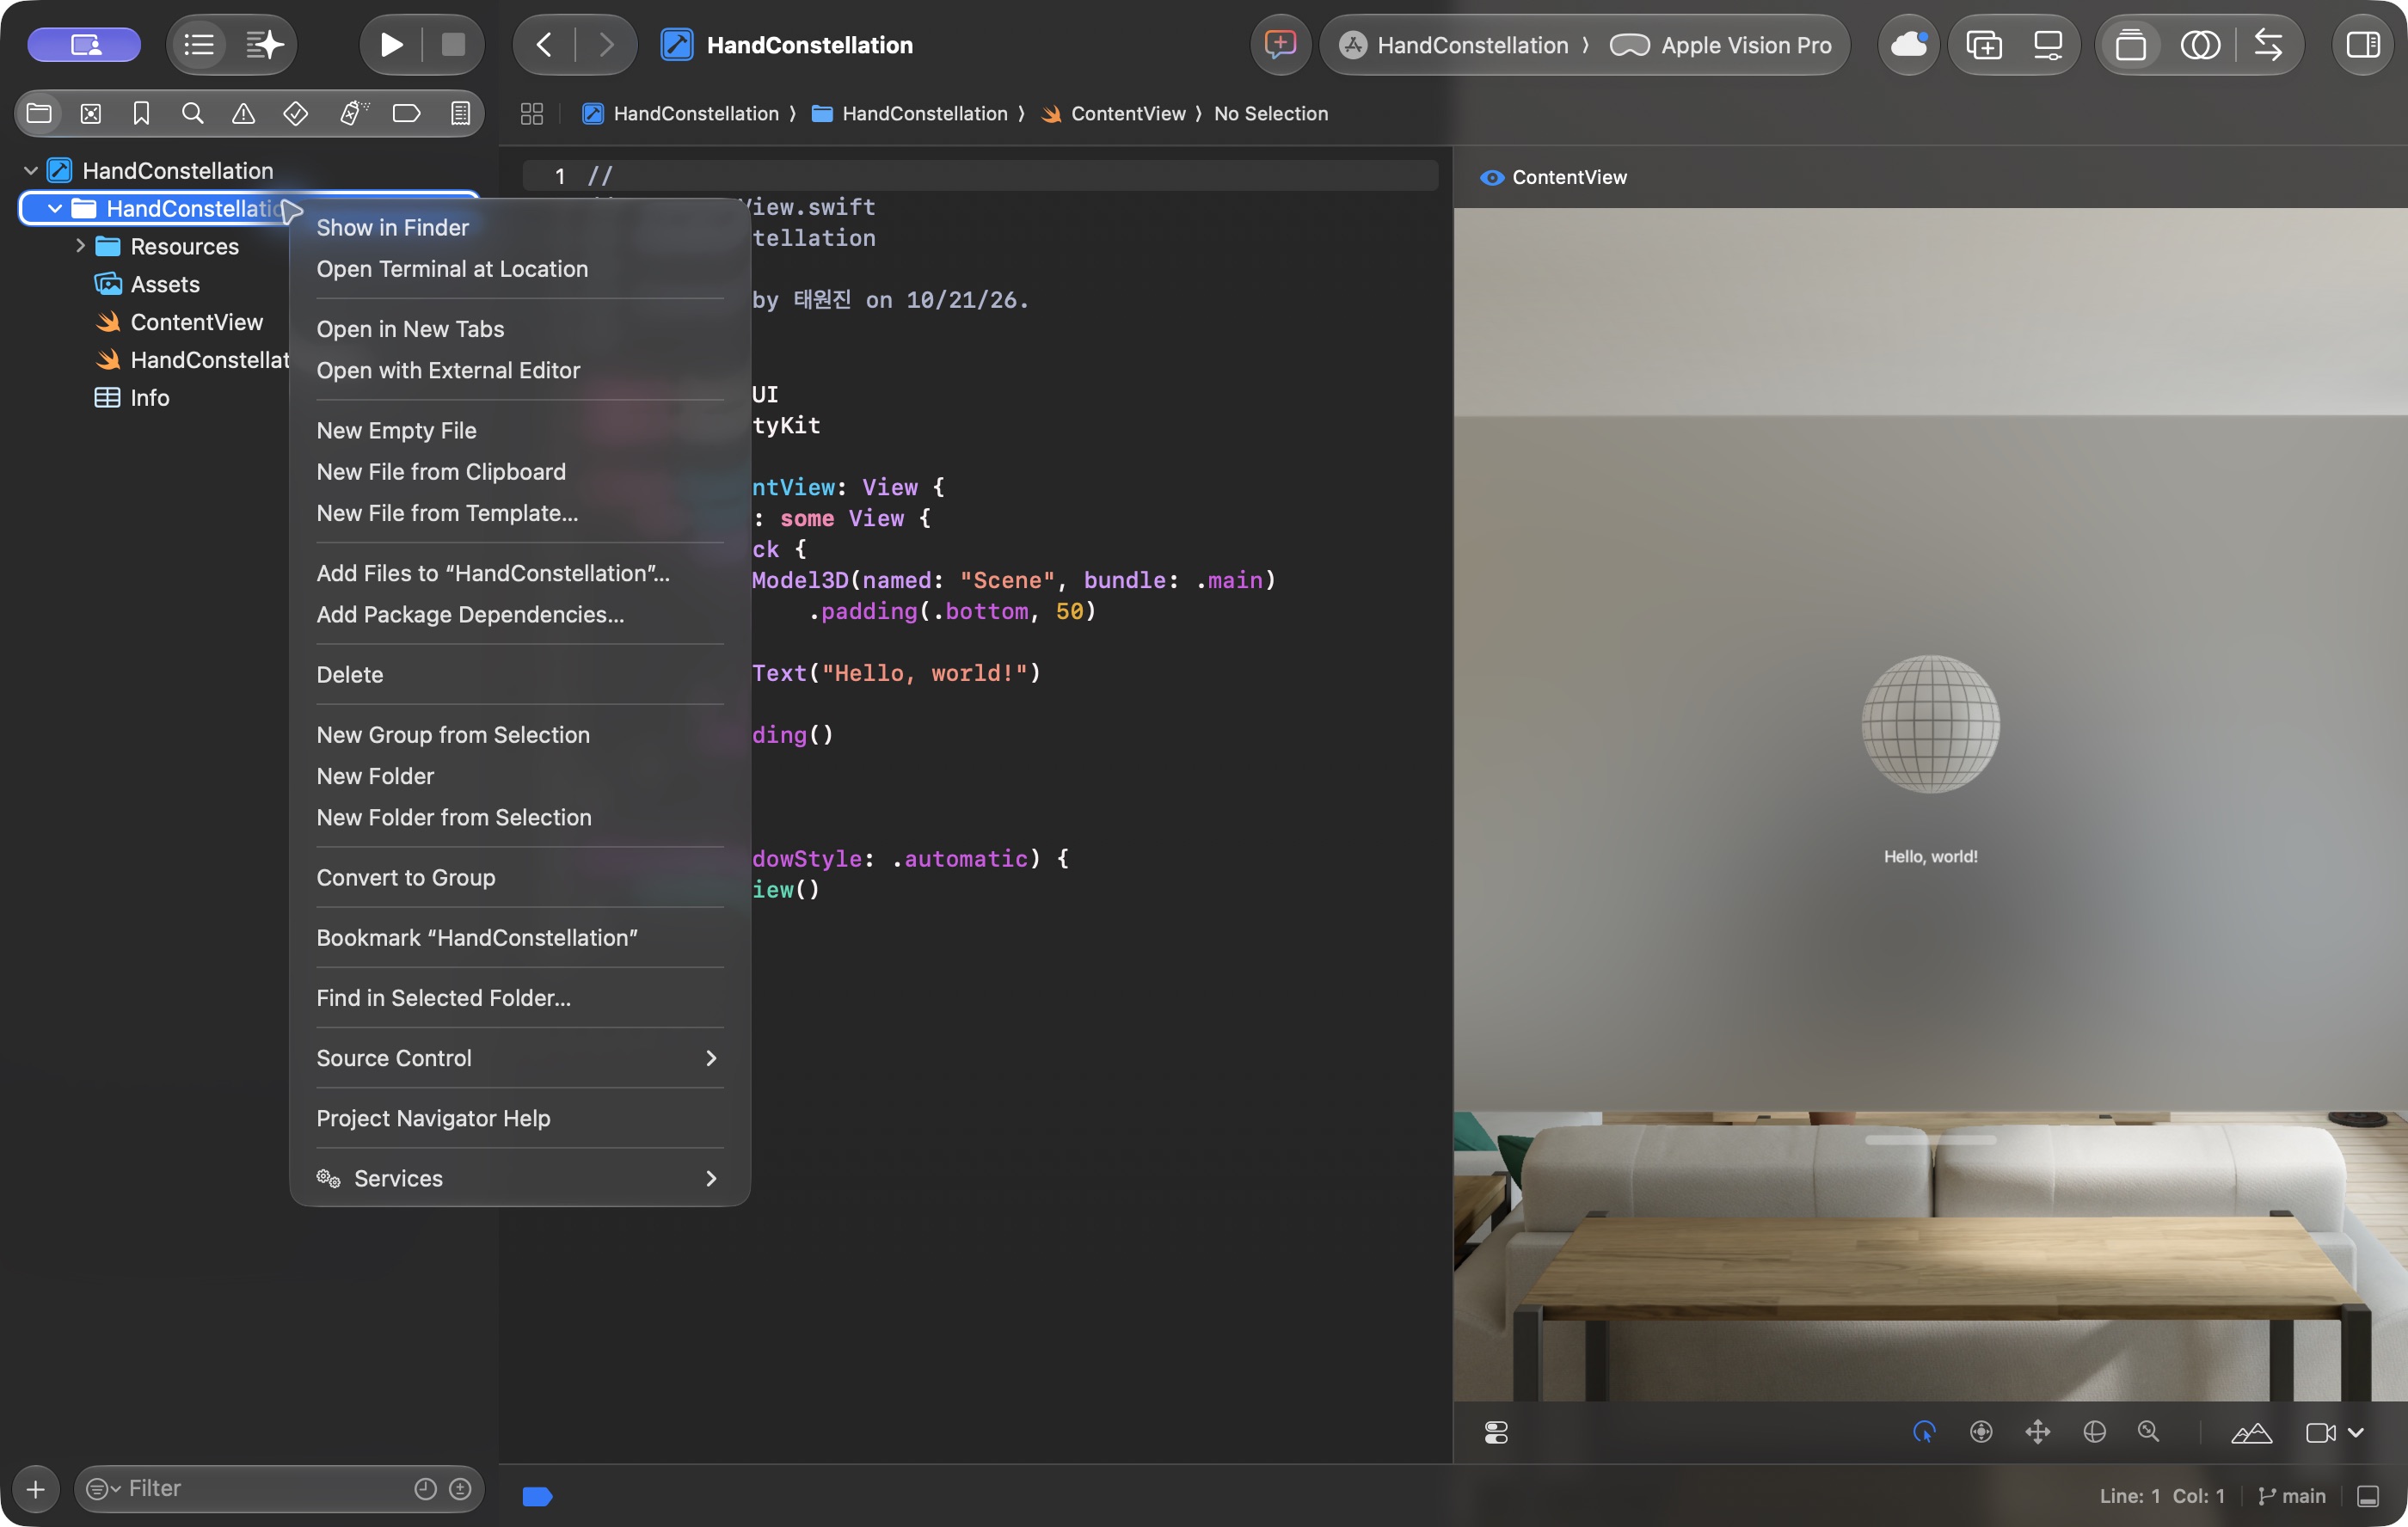 HandConstellation
HandConstellation 〉 Apple Vision Pro
HandConstellation 〉 HandConstellation 〉 ContentView 〉 No Selection
HandConstellation
HandConstellatio
Resources
Assets
ContentView
HandConstellat
Info
Filter
Show in Finder
Open Terminal at Location
Open in New Tabs
Open with External Editor
New Empty File
New File from Clipboard
New File from Template...
Add Files to “HandConstellation”...
Add Package Dependencies...
Delete
New Group from Selection
New Folder
New Folder from Selection
Convert to Group
Bookmark “HandConstellation”
Find in Selected Folder...
Source Control
Project Navigator Help
Services
1 //
View.swift
tellation
by 태원진 on 10/21/26.
UI
tyKit
ntView: View {
: some View {
ck {
Model3D(named: "Scene", bundle: .main)
.padding(.bottom, 50)
Text("Hello, world!")
ding()
dowStyle: .automatic) {
iew()
ContentView
Hello, world!
Line: 1 Col: 1
main